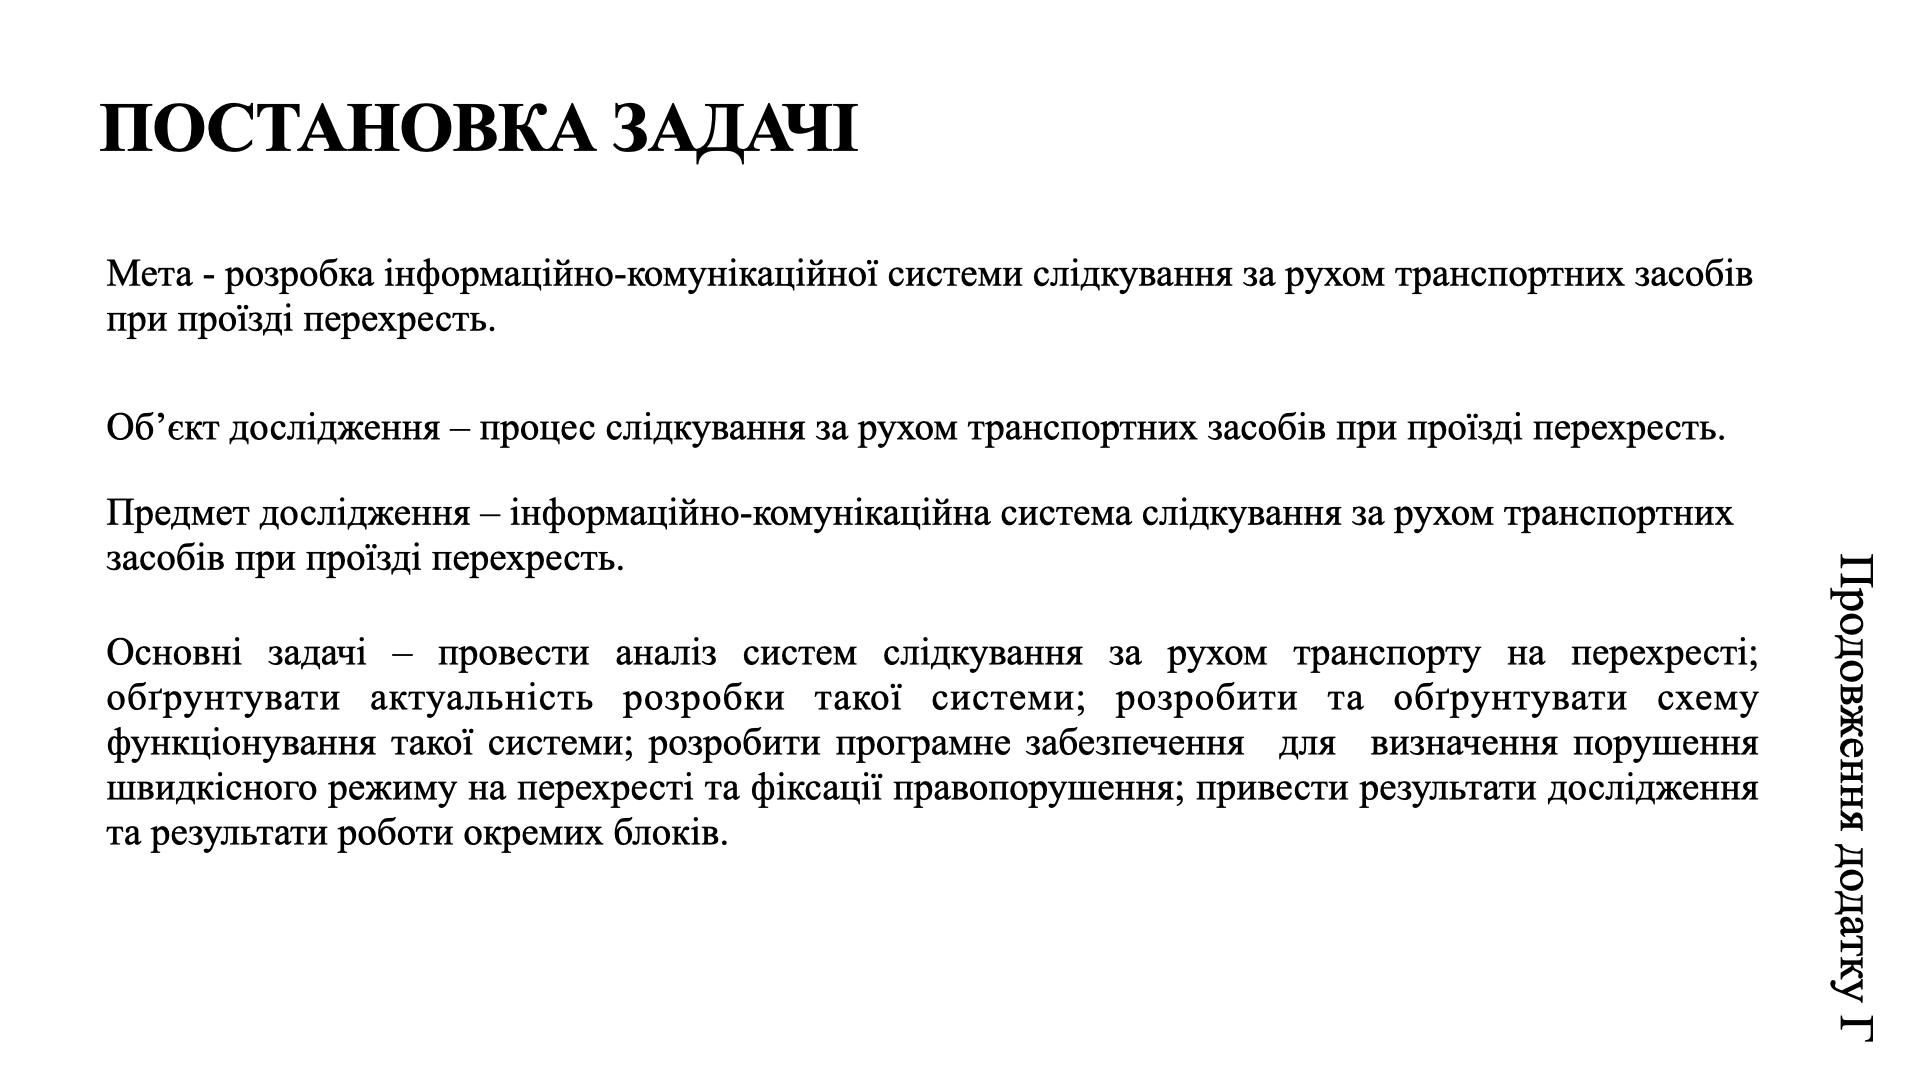 ПОСТАНОВКА ЗАДАЧІ
Мета - розробка інформаційно-комунікаційної системи слідкування за рухом транспортних засобів
при проїзді перехресть.
Об’єкт дослідження – процес слідкування за рухом транспортних засобів при проїзді перехресть.
Предмет дослідження – інформаційно-комунікаційна система слідкування за рухом транспортних
засобів при проїзді перехресть.
Основні задачі – провести аналіз систем слідкування за рухом транспорту на перехресті;
обґрунтувати актуальність розробки такої системи; розробити та обґрунтувати схему
функціонування такої системи; розробити програмне забезпечення для визначення порушення
швидкісного режиму на перехресті та фіксації правопорушення; привести результати дослідження
та результати роботи окремих блоків.
Продовження додатку Г